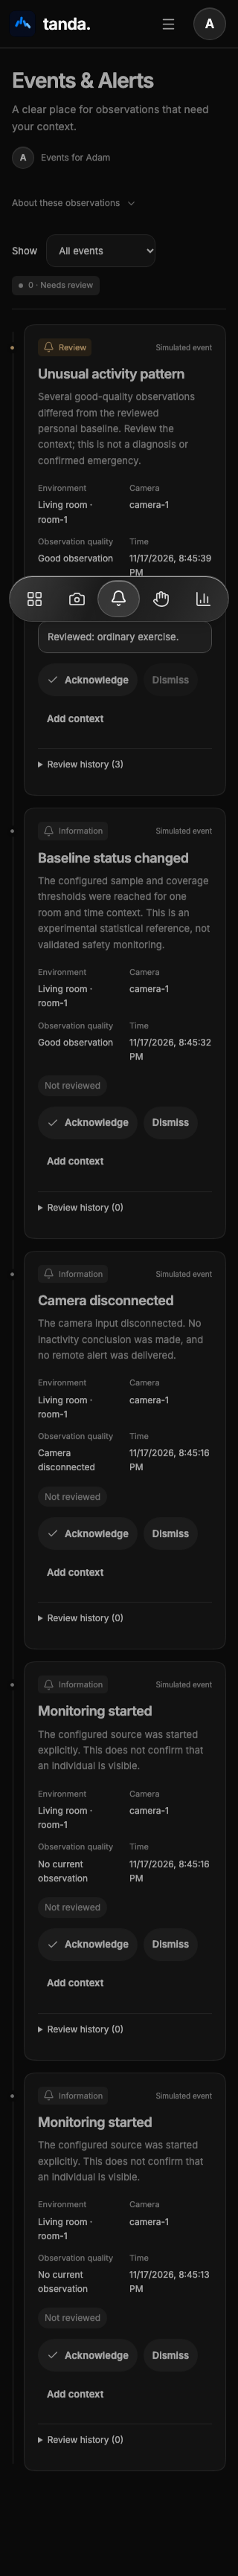 tanda.
A
Events & Alerts
A clear place for observations that need
your context.
A
Events for Adam
About these observations
Show
All events
0 · Needs review
Review
Simulated event
Unusual activity pattern
Several good-quality observations
differed from the reviewed
personal baseline. Review the
context; this is not a diagnosis or
confirmed emergency.
Environment
Camera
Living room ·
room-1
camera-1
Observation quality
Time
Good observation
11/17/2026, 8:45:39
PM
Reviewed: ordinary exercise.
Acknowledge
Dismiss
Add context
Review history (3)
Information
Simulated event
Baseline status changed
The configured sample and coverage
thresholds were reached for one
room and time context. This is an
experimental statistical reference, not
validated safety monitoring.
Environment
Camera
Living room ·
room-1
camera-1
Observation quality
Time
Good observation
11/17/2026, 8:45:32
PM
Not reviewed
Acknowledge
Dismiss
Add context
Review history (0)
Information
Simulated event
Camera disconnected
The camera input disconnected. No
inactivity conclusion was made, and
no remote alert was delivered.
Environment
Camera
Living room ·
room-1
camera-1
Observation quality
Time
Camera
disconnected
11/17/2026, 8:45:16
PM
Not reviewed
Acknowledge
Dismiss
Add context
Review history (0)
Information
Simulated event
Monitoring started
The configured source was started
explicitly. This does not confirm that
an individual is visible.
Environment
Camera
Living room ·
room-1
camera-1
Observation quality
Time
No current
observation
11/17/2026, 8:45:16
PM
Not reviewed
Acknowledge
Dismiss
Add context
Review history (0)
Information
Simulated event
Monitoring started
The configured source was started
explicitly. This does not confirm that
an individual is visible.
Environment
Camera
Living room ·
room-1
camera-1
Observation quality
Time
No current
observation
11/17/2026, 8:45:13
PM
Not reviewed
Acknowledge
Dismiss
Add context
Review history (0)